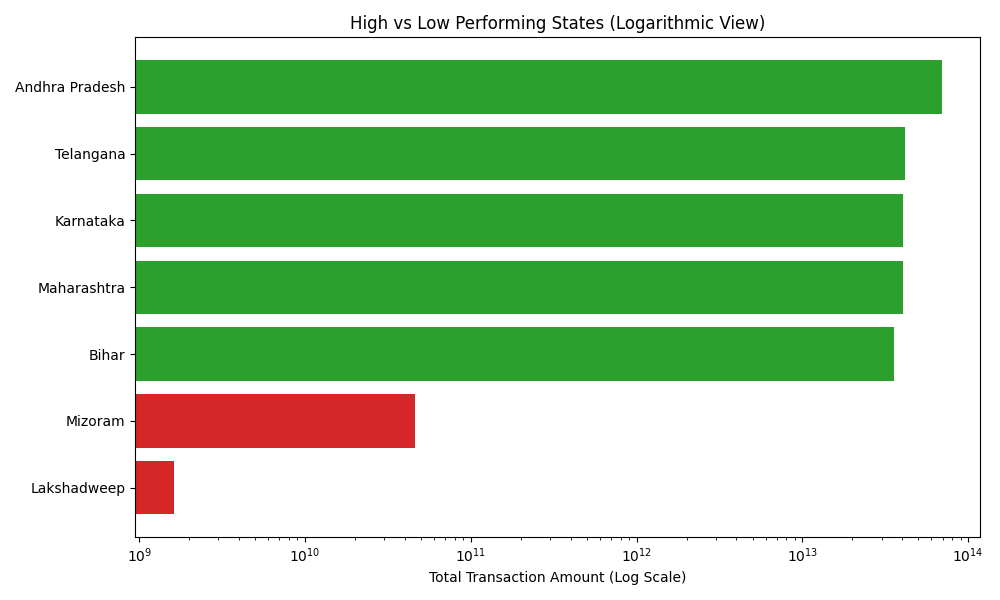 High vs Low Performing States (Logarithmic View)
Andhra Pradesh
Telangana
Karnataka
Maharashtra
Bihar
Mizoram
Lakshadweep
10⁹ 10¹⁰ 10¹¹ 10¹² 10¹³ 10¹⁴
Total Transaction Amount (Log Scale)